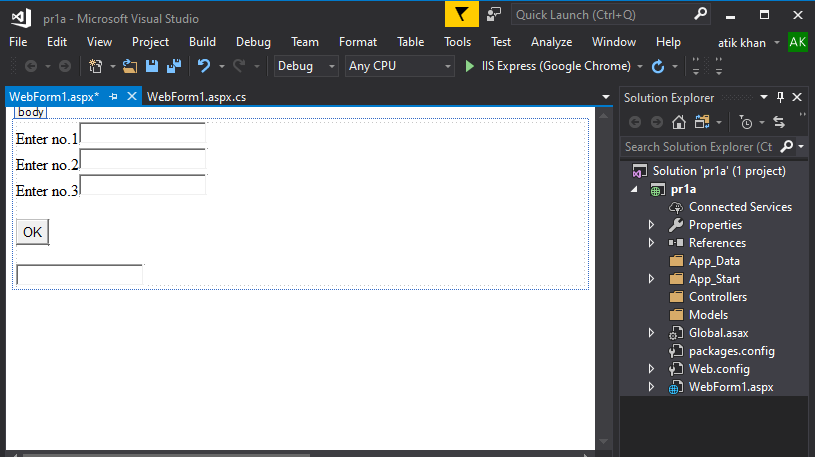 pr1a - Microsoft Visual Studio
Quick Launch (Ctrl+Q)
File Edit View Project Build Debug Team Format Table Tools Test Analyze Window Help atik khan AK
Debug Any CPU IIS Express (Google Chrome)
WebForm1.aspx* WebForm1.aspx.cs
body
Enter no.1
Enter no.2
Enter no.3
OK
Solution Explorer
Search Solution Explorer (Ct
Solution 'pr1a' (1 project)
pr1a
Connected Services
Properties
References
App_Data
App_Start
Controllers
Models
Global.asax
packages.config
Web.config
WebForm1.aspx